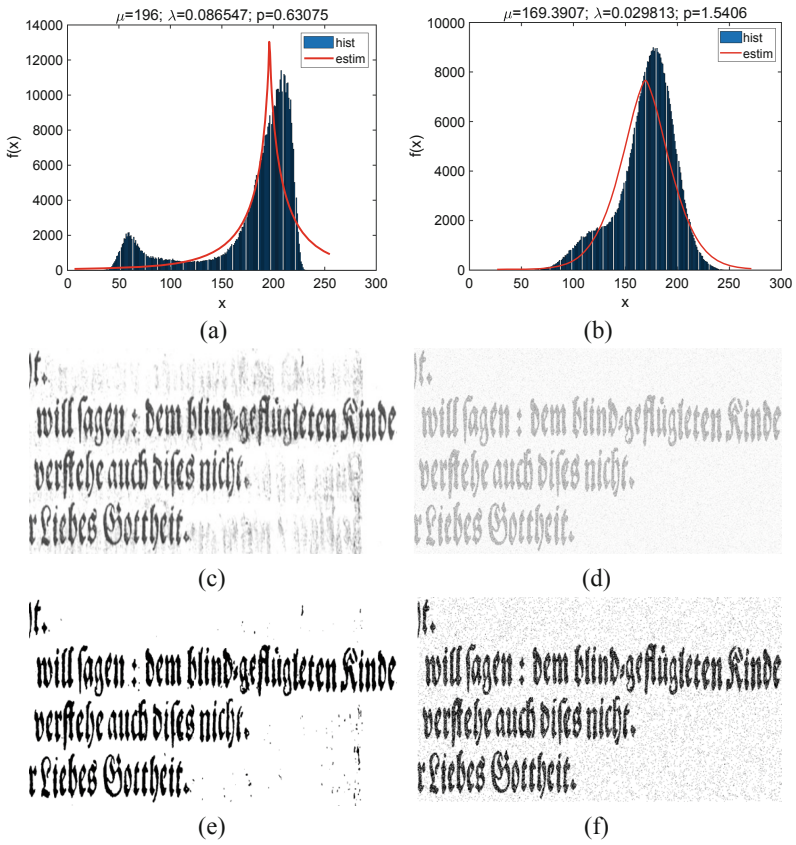 μ=196; λ=0.086547; p=0.63075
14000
12000
10000
8000
6000
4000
2000
0
f(x)
hist
estim
0 50 100 150 200 250 300
x
(a)
μ=169.3907; λ=0.029813; p=1.5406
10000
8000
6000
4000
2000
0
f(x)
hist
estim
0 50 100 150 200 250 300
x
(b)
ſt.
will ſagen : dem blind-geflügleten Kinde
verſtehe auch diſes nicht.
r Liebes Gottheit.
(c)
ſt.
will ſagen : dem blind-geflügleten Kinde
verſtehe auch diſes nicht.
r Liebes Gottheit.
(d)
ſt.
will ſagen : dem blind-geflügleten Kinde
verſtehe auch diſes nicht.
r Liebes Gottheit.
(e)
ſt.
will ſagen : dem blind-geflügleten Kinde
verſtehe auch diſes nicht.
r Liebes Gottheit.
(f)